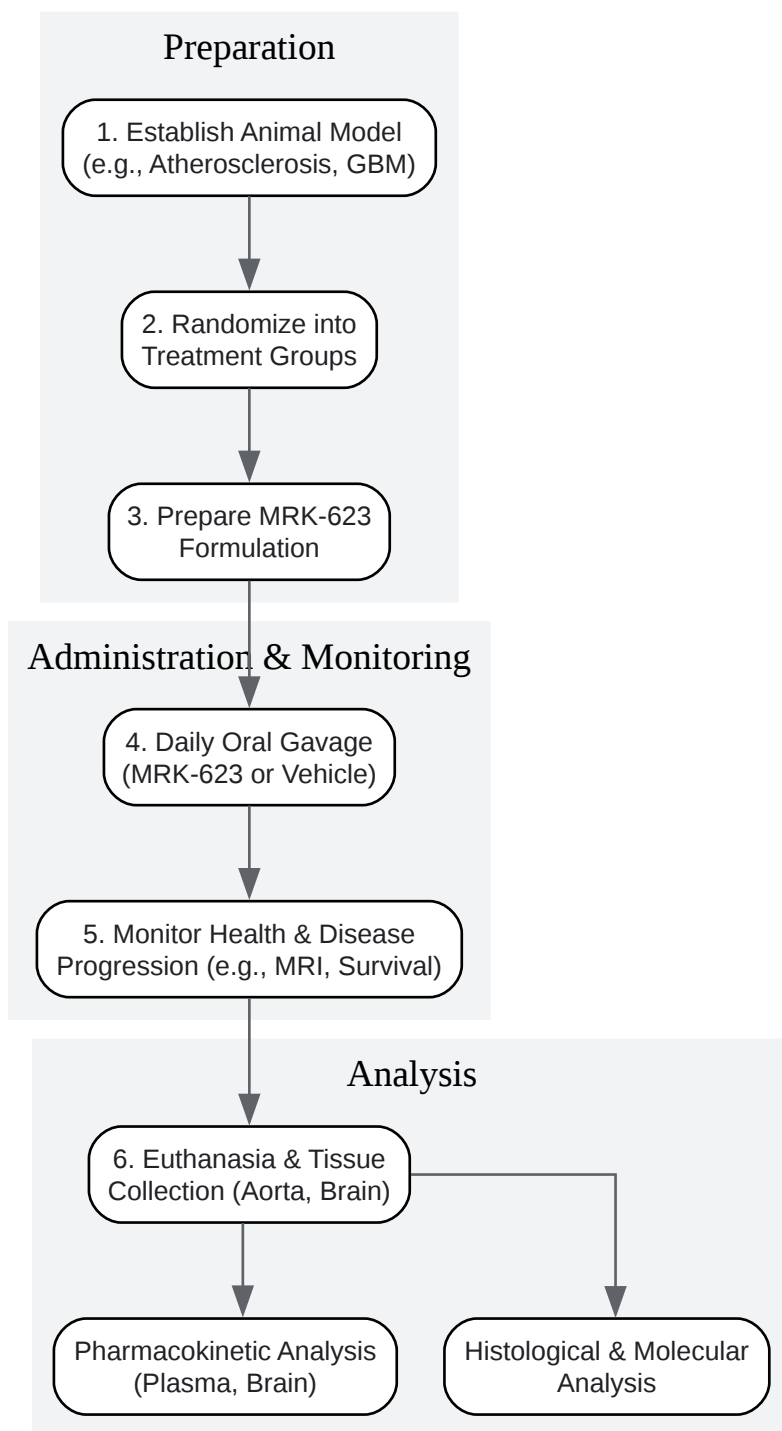 Preparation
1. Establish Animal Model
(e.g., Atherosclerosis, GBM)
2. Randomize into
Treatment Groups
3. Prepare MRK-623
Formulation
Administration & Monitoring
4. Daily Oral Gavage
(MRK-623 or Vehicle)
5. Monitor Health & Disease
Progression (e.g., MRI, Survival)
Analysis
6. Euthanasia & Tissue
Collection (Aorta, Brain)
Pharmacokinetic Analysis
(Plasma, Brain)
Histological & Molecular
Analysis